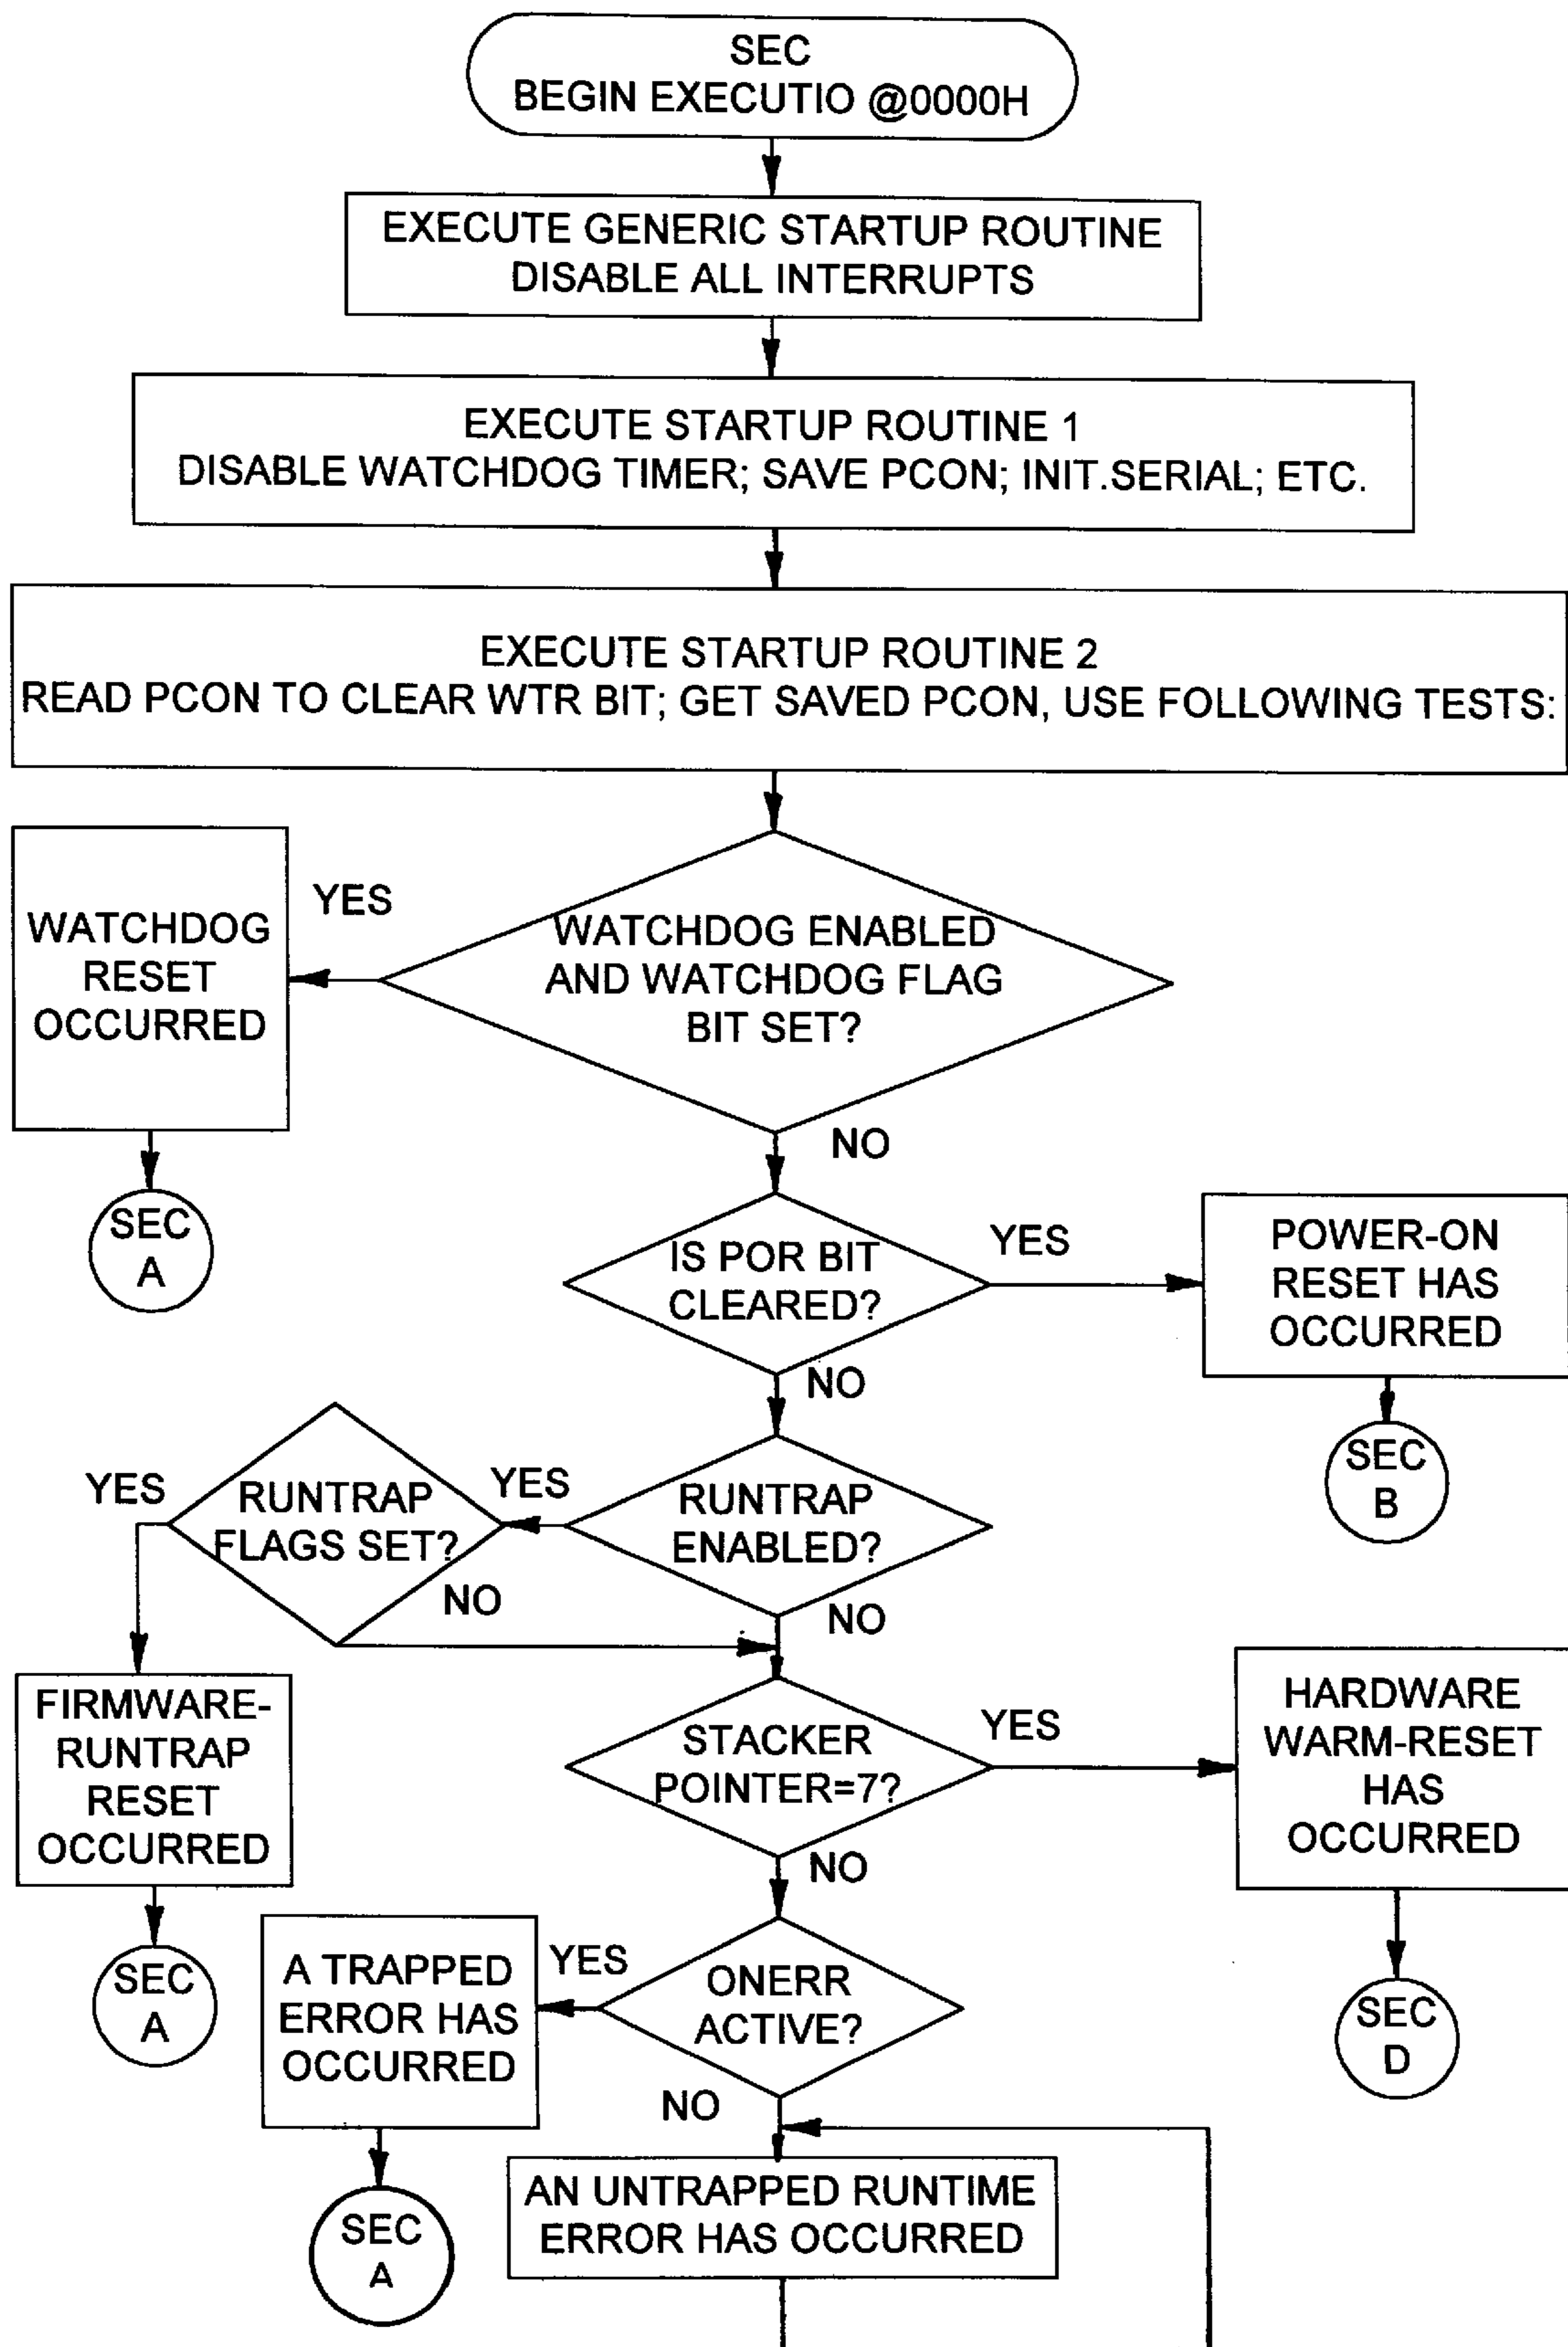 SEC
BEGIN EXECUTIO @0000H
EXECUTE GENERIC STARTUP ROUTINE
DISABLE ALL INTERRUPTS
EXECUTE STARTUP ROUTINE 1
DISABLE WATCHDOG TIMER; SAVE PCON; INIT.SERIAL; ETC.
EXECUTE STARTUP ROUTINE 2
READ PCON TO CLEAR WTR BIT; GET SAVED PCON, USE FOLLOWING TESTS:
WATCHDOG
RESET
OCCURRED
YES
WATCHDOG ENABLED
AND WATCHDOG FLAG
BIT SET?
NO
SEC
A
IS POR BIT
CLEARED?
YES
POWER-ON
RESET HAS
OCCURRED
NO
SEC
B
YES
RUNTRAP
FLAGS SET?
YES
RUNTRAP
ENABLED?
NO
NO
FIRMWARE-
RUNTRAP
RESET
OCCURRED
STACKER
POINTER=7?
YES
HARDWARE
WARM-RESET
HAS
OCCURRED
NO
SEC
A
A TRAPPED
ERROR HAS
OCCURRED
YES
ONERR
ACTIVE?
SEC
D
NO
SEC
A
AN UNTRAPPED RUNTIME
ERROR HAS OCCURRED